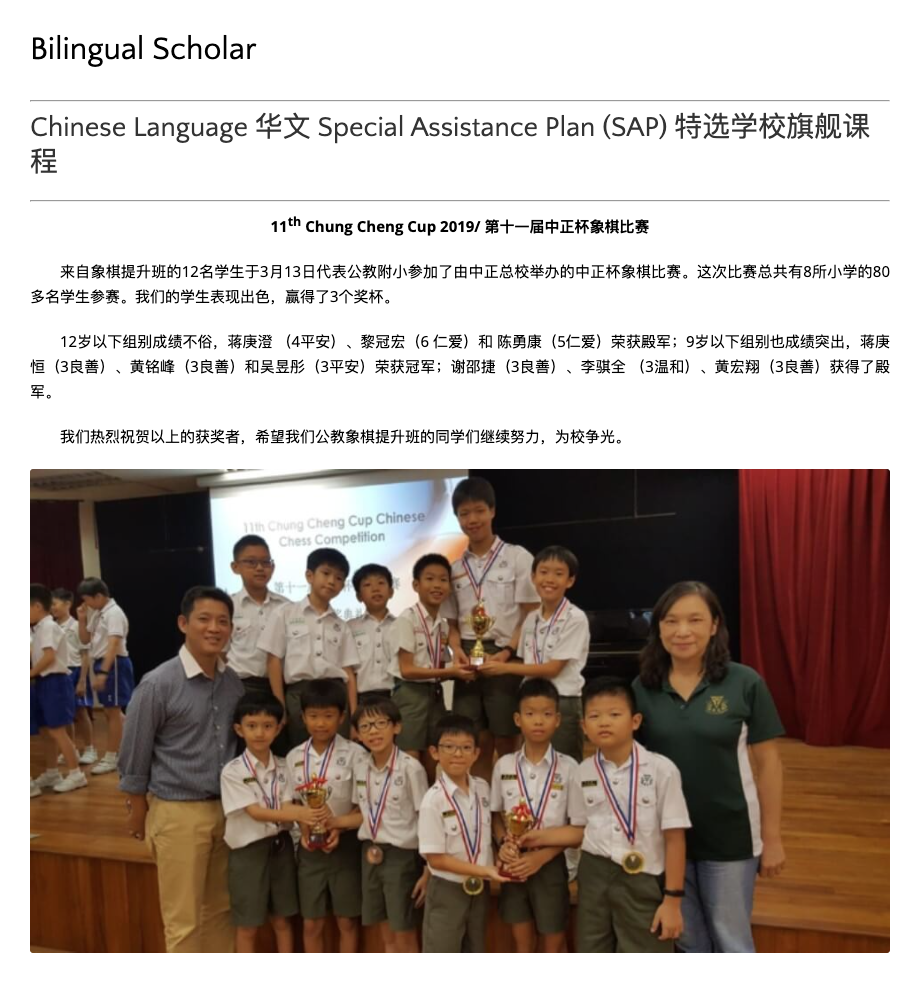 Bilingual Scholar
Chinese Language 华文 Special Assistance Plan (SAP) 特选学校旗舰课
程
11th Chung Cheng Cup 2019/ 第十一届中正杯象棋比赛
来自象棋提升班的12名学生于3月13日代表公教附小参加了由中正总校举办的中正杯象棋比赛。这次比赛总共有8所小学的80
多名学生参赛。我们的学生表现出色，赢得了3个奖杯。
12岁以下组别成绩不俗，蒋庚澄 （4平安）、黎冠宏（6 仁爱）和 陈勇康（5仁爱）荣获殿军；9岁以下组别也成绩突出，蒋庚
恒（3良善）、黄铭峰（3良善）和吴昱彤（3平安）荣获冠军；谢邵捷（3良善）、李骐全 （3温和）、黄宏翔（3良善）获得了殿
军。
我们热烈祝贺以上的获奖者，希望我们公教象棋提升班的同学们继续努力，为校争光。
11th Chung Cheng Cup Chinese
Chess Competition
第十一